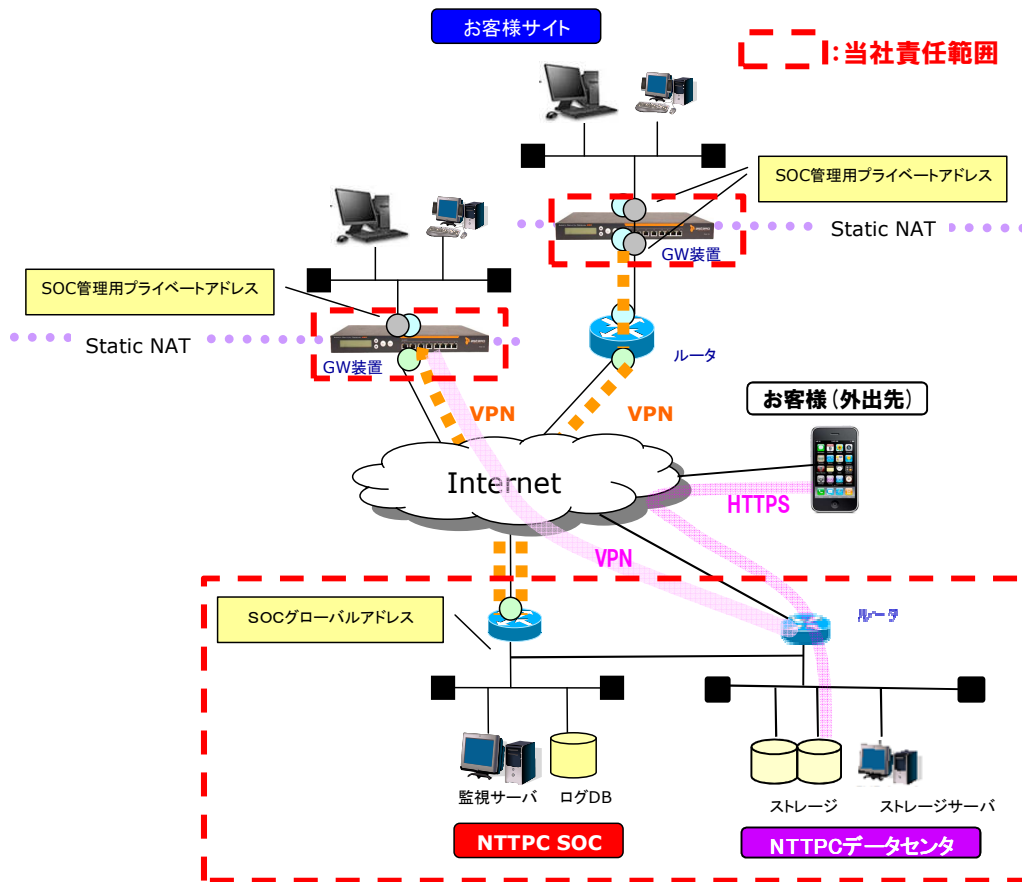 お客様サイト
:当社責任範囲
SOC管理用プライベートアドレス
Static NAT
GW装置
SOC管理用プライベートアドレス
Static NAT
GW装置
ルータ
VPN
VPN
お客様(外出先)
Internet
HTTPS
VPN
SOCグローバルアドレス
ルータ
監視サーバ
ログDB
ストレージ
ストレージサーバ
NTTPC SOC
NTTPCデータセンタ